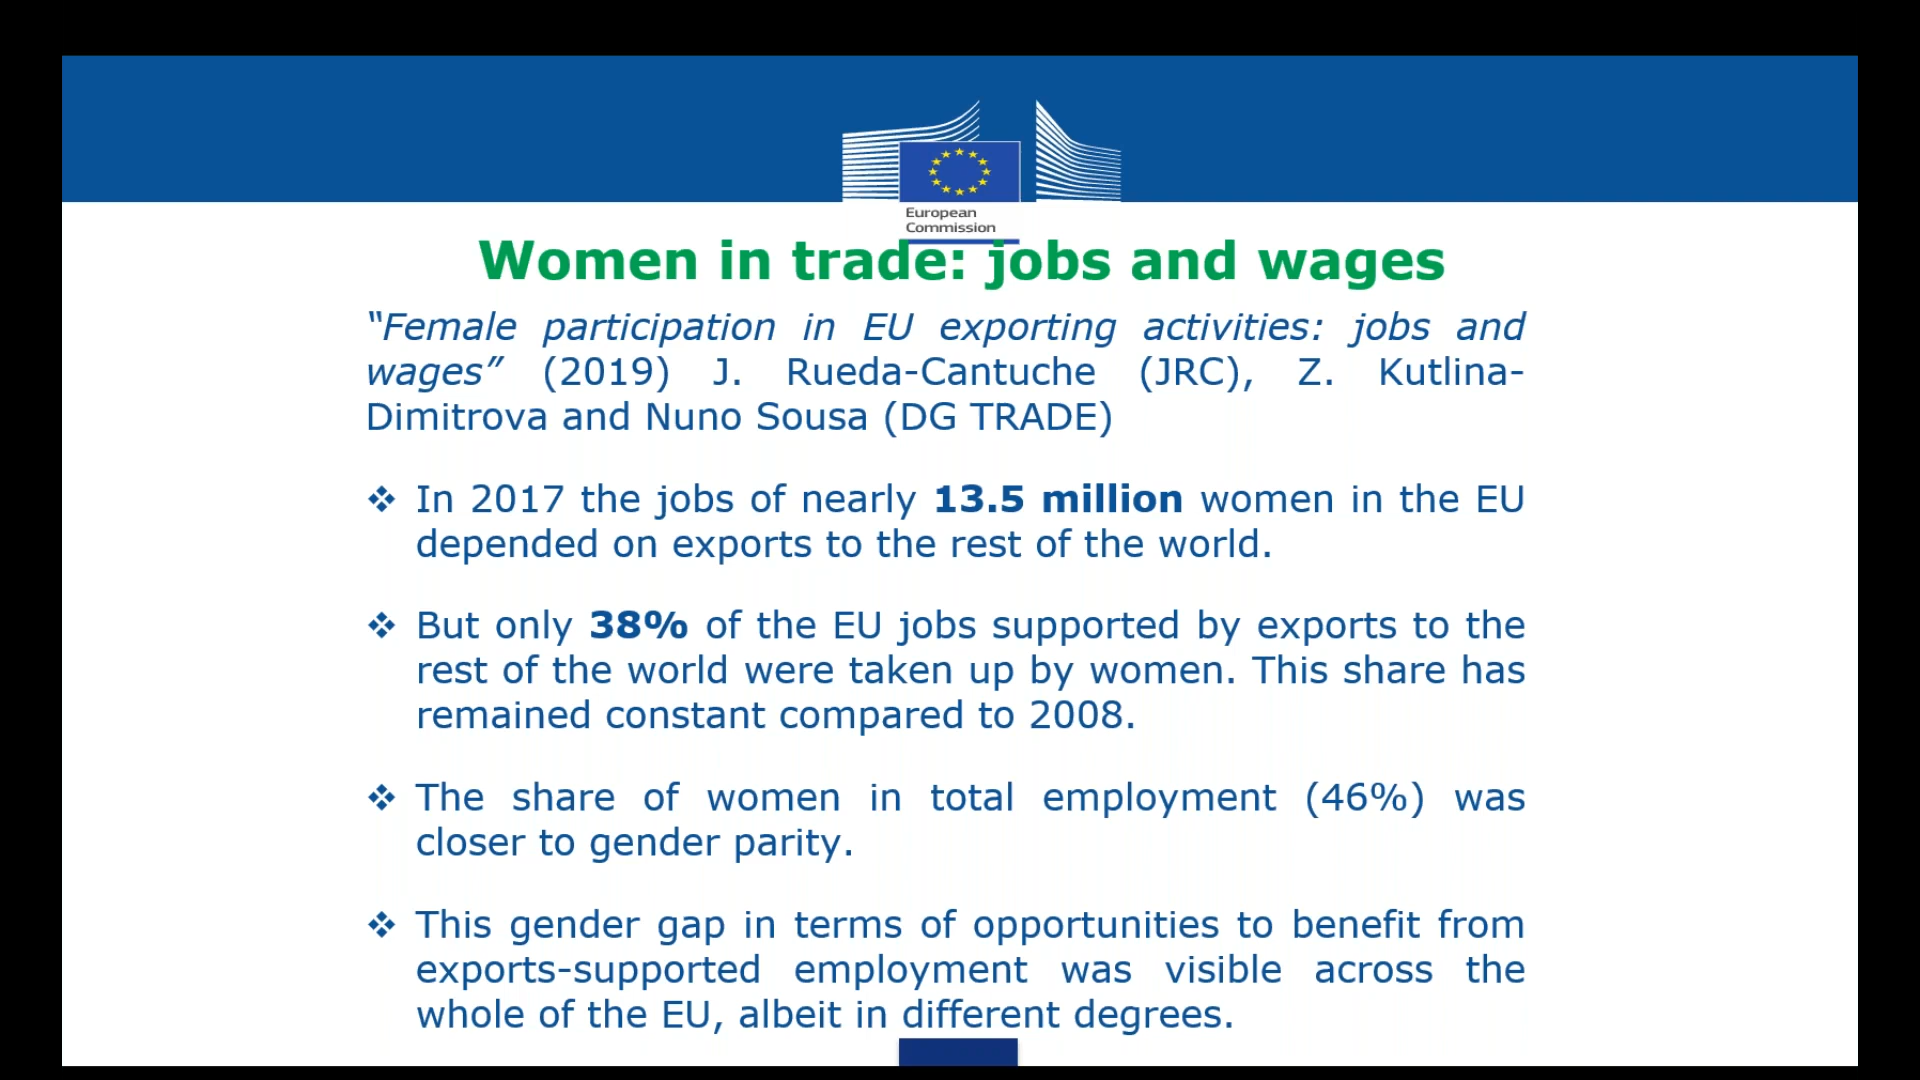 European
Commission
Women in trade: jobs and wages
“Female participation in EU exporting activities: jobs and
wages” (2019) J. Rueda-Cantuche (JRC), Z. Kutlina-
Dimitrova and Nuno Sousa (DG TRADE)
❖ In 2017 the jobs of nearly 13.5 million women in the EU
depended on exports to the rest of the world.
❖ But only 38% of the EU jobs supported by exports to the
rest of the world were taken up by women. This share has
remained constant compared to 2008.
❖ The share of women in total employment (46%) was
closer to gender parity.
❖ This gender gap in terms of opportunities to benefit from
exports-supported employment was visible across the
whole of the EU, albeit in different degrees.